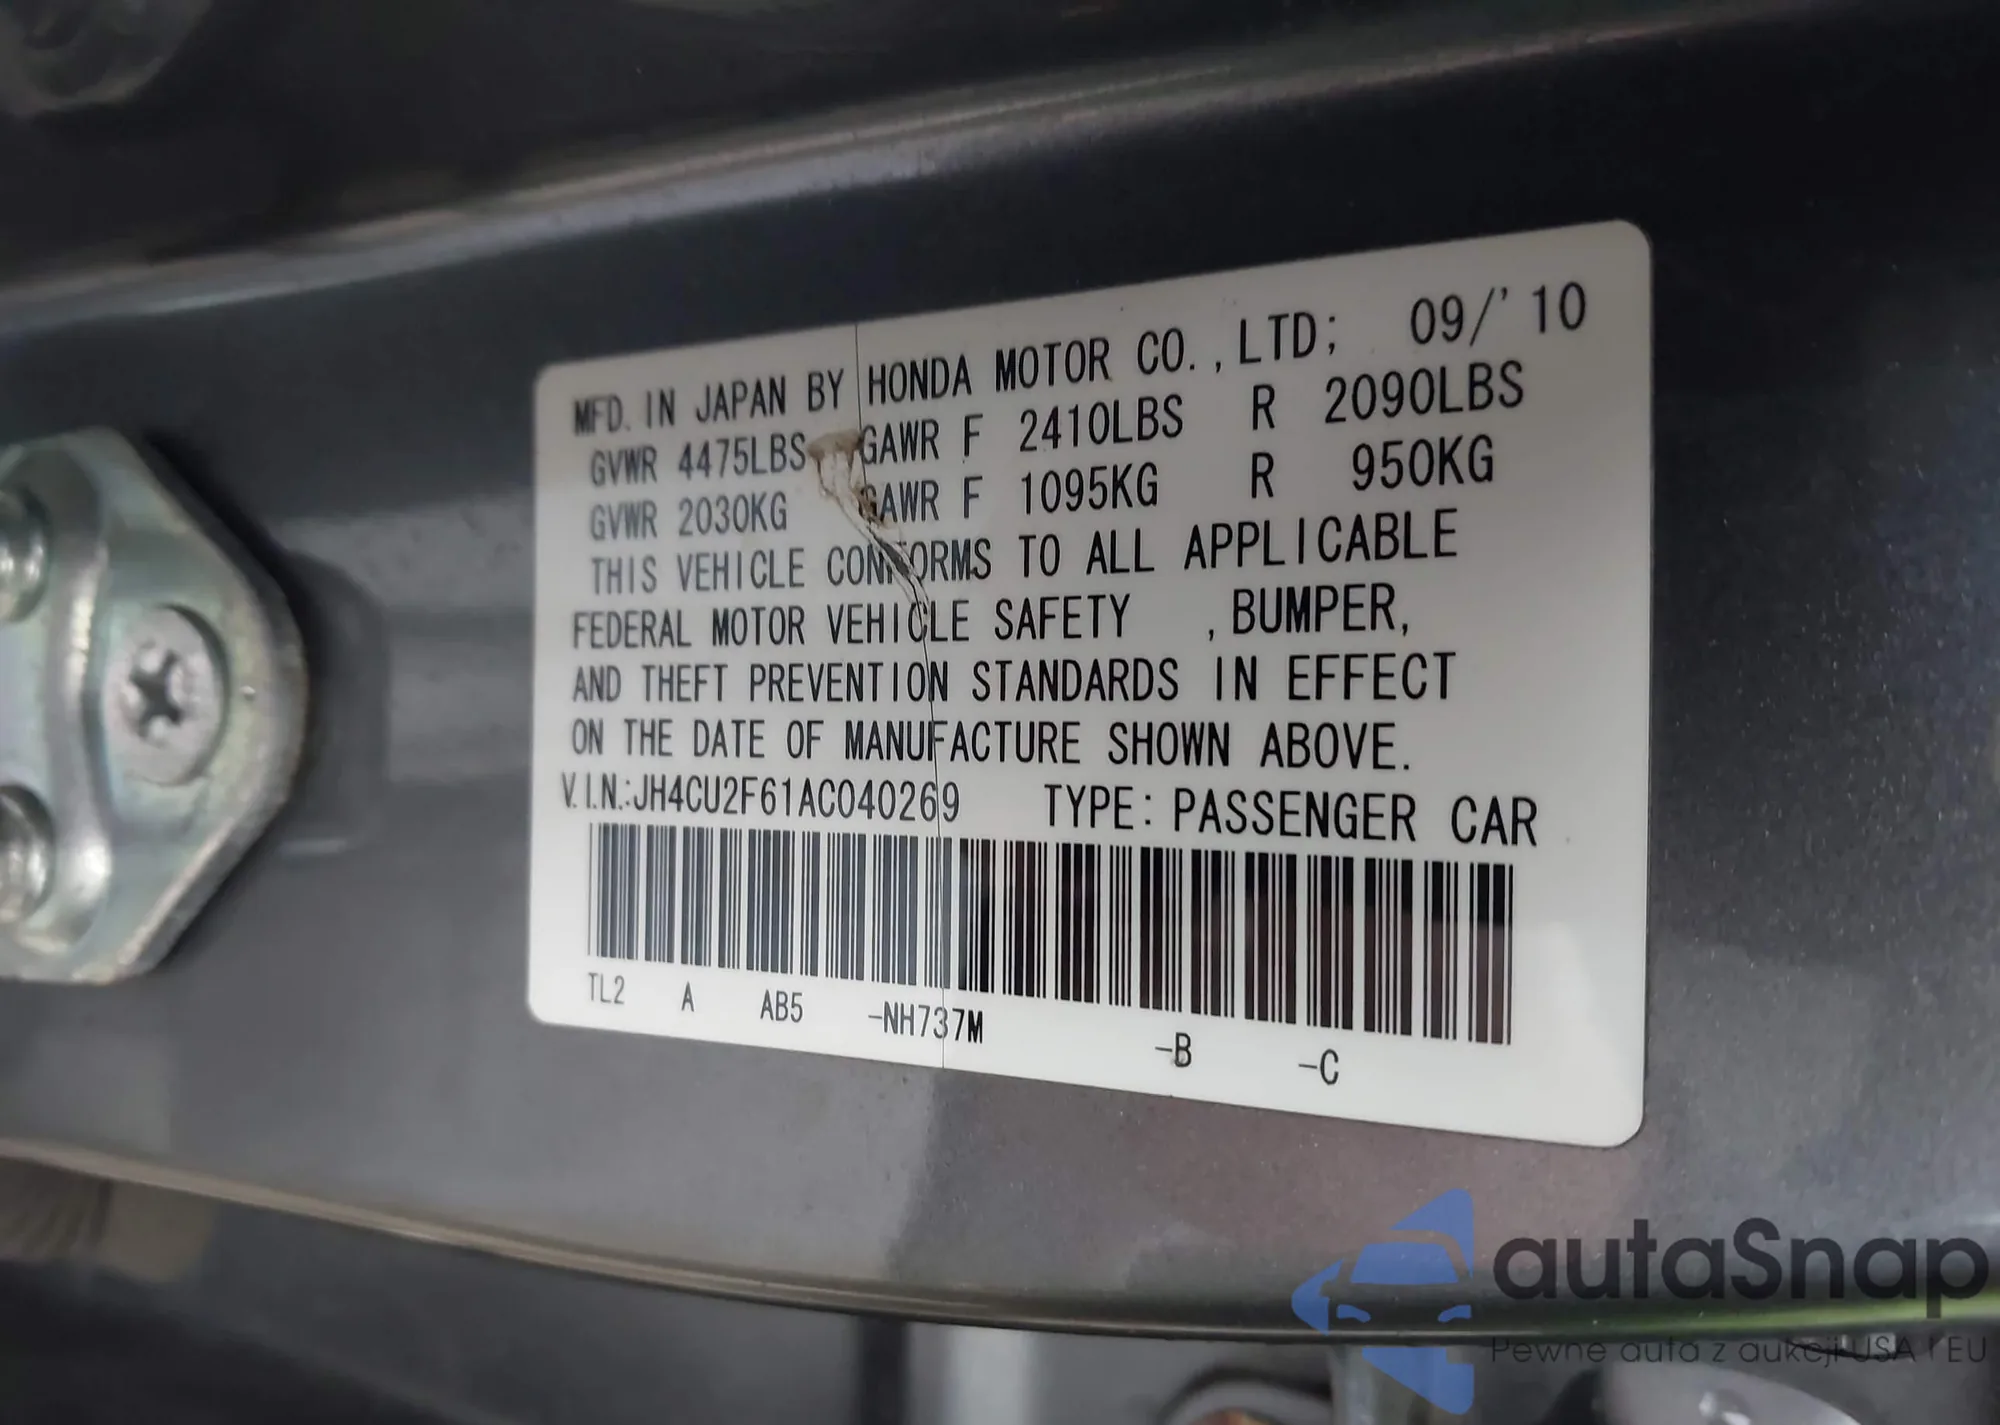 MFD. IN JAPAN BY HONDA MOTOR CO., LTD; 09/'10
GVWR 4475LBS GAWR F 2410LBS R 2090LBS
GVWR 2030KG GAWR F 1095KG R 950KG
THIS VEHICLE CONFORMS TO ALL APPLICABLE
FEDERAL MOTOR VEHICLE SAFETY , BUMPER,
AND THEFT PREVENTION STANDARDS IN EFFECT
ON THE DATE OF MANUFACTURE SHOWN ABOVE.
V.I.N.:JH4CU2F61AC040269 TYPE: PASSENGER CAR
TL2 A AB5 -NH737M -B -C
autaSnap
Pewne auta z aukcji USA i EU